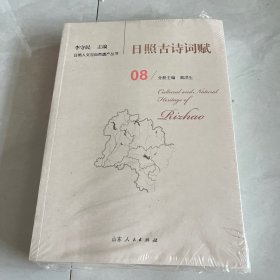 李守民 主编
日照人文与自然遗产丛书
日照古诗词赋
08/分册主编
Cultural and Natural
Heritage of
Rizhao
山东人民出版社